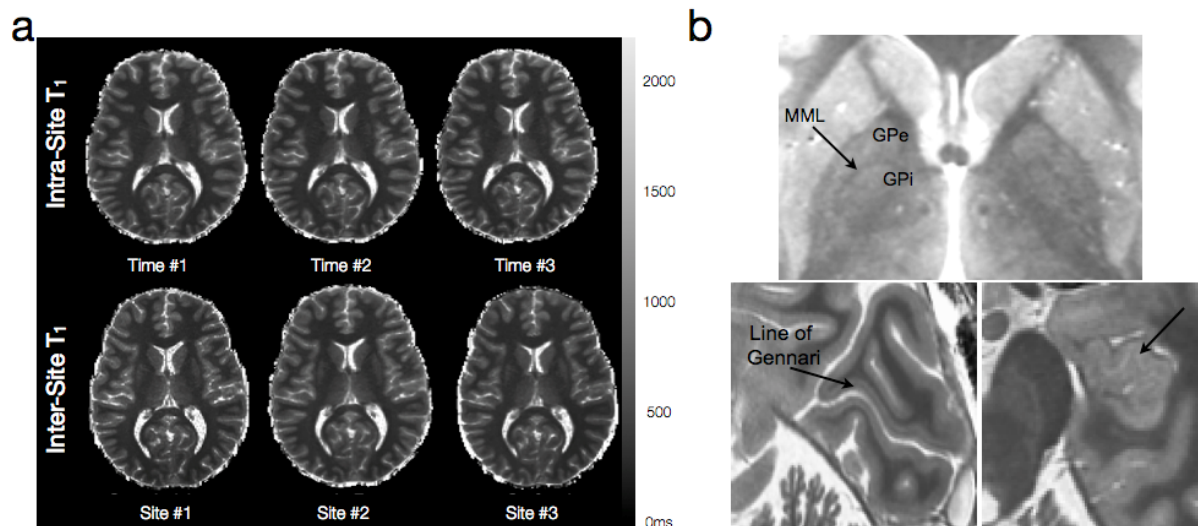 a
Intra-Site T1
Time #1
Time #2
Time #3
Inter-Site T1
Site #1
Site #2
Site #3
2000
1500
1000
500
0ms
b
MML
GPe
GPi
Line of
Gennari